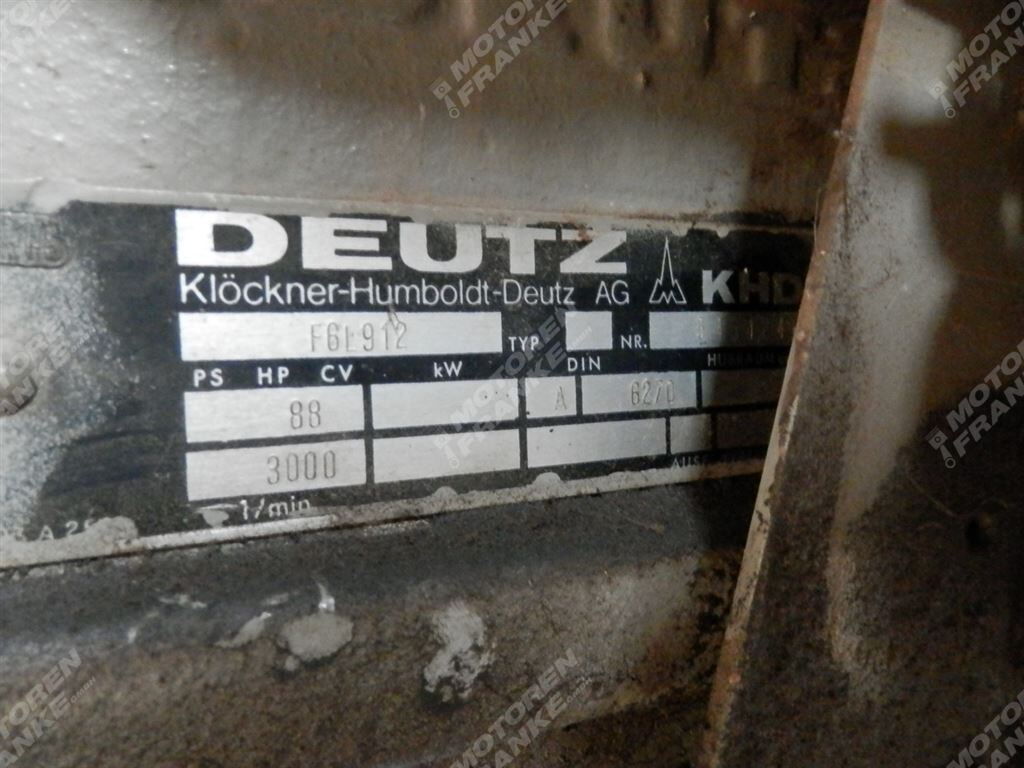 DEUTZ
Klöckner-Humboldt-Deutz AG KHD
F6L912 TYP NR.
PS HP CV kW DIN
88 A 6270
3000
1/min
MOTOREN FRANKE GmbH